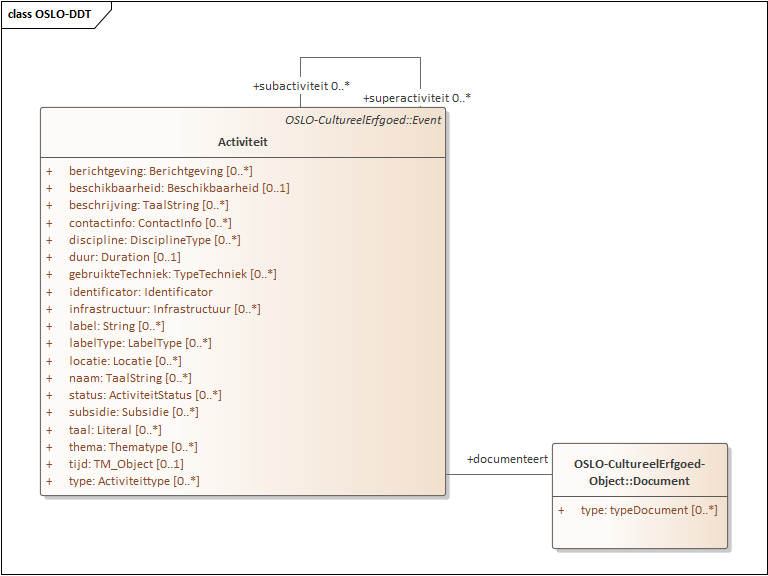 class OSLO-DDT
+subactiviteit 0..*
+superactiviteit 0..*
OSLO-CultureelErfgoed::Event
Activiteit
+ berichtgeving: Berichtgeving [0..*]
+ beschikbaarheid: Beschikbaarheid [0..1]
+ beschrijving: TaalString [0..*]
+ contactinfo: ContactInfo [0..*]
+ discipline: DisciplineType [0..*]
+ duur: Duration [0..1]
+ gebruikteTechniek: TypeTechniek [0..*]
+ identificator: Identificator
+ infrastructuur: Infrastructuur [0..*]
+ label: String [0..*]
+ labelType: LabelType [0..*]
+ locatie: Locatie [0..*]
+ naam: TaalString [0..*]
+ status: ActiviteitStatus [0..*]
+ subsidie: Subsidie [0..*]
+ taal: Literal [0..*]
+ thema: Thematype [0..*]
+ tijd: TM_Object [0..1]
+ type: Activiteittype [0..*]
+documenteert
OSLO-CultureelErfgoed-
Object::Document
+ type: typeDocument [0..*]